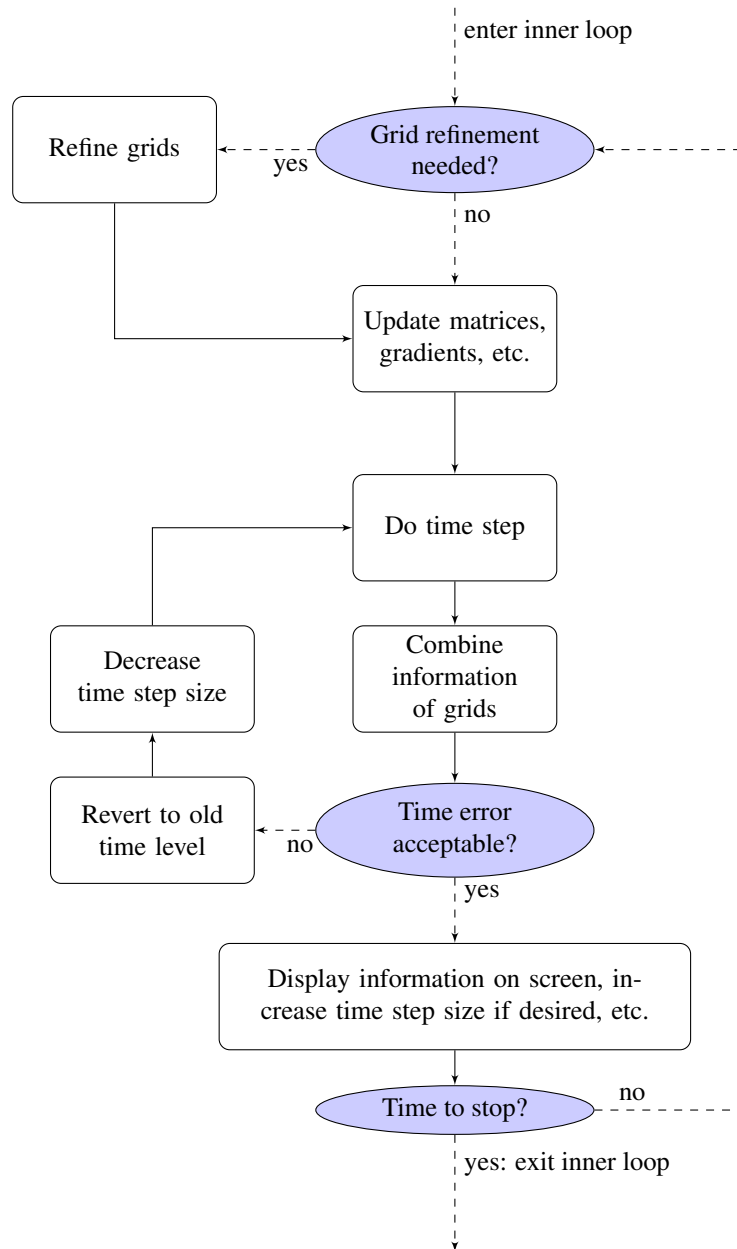 enter inner loop
Grid refinement
needed?
Refine grids
yes
no
Update matrices,
gradients, etc.
Do time step
Decrease
time step size
Combine
information
of grids
Revert to old
time level
Time error
acceptable?
no
yes
Display information on screen, in-
crease time step size if desired, etc.
Time to stop?
no
yes: exit inner loop